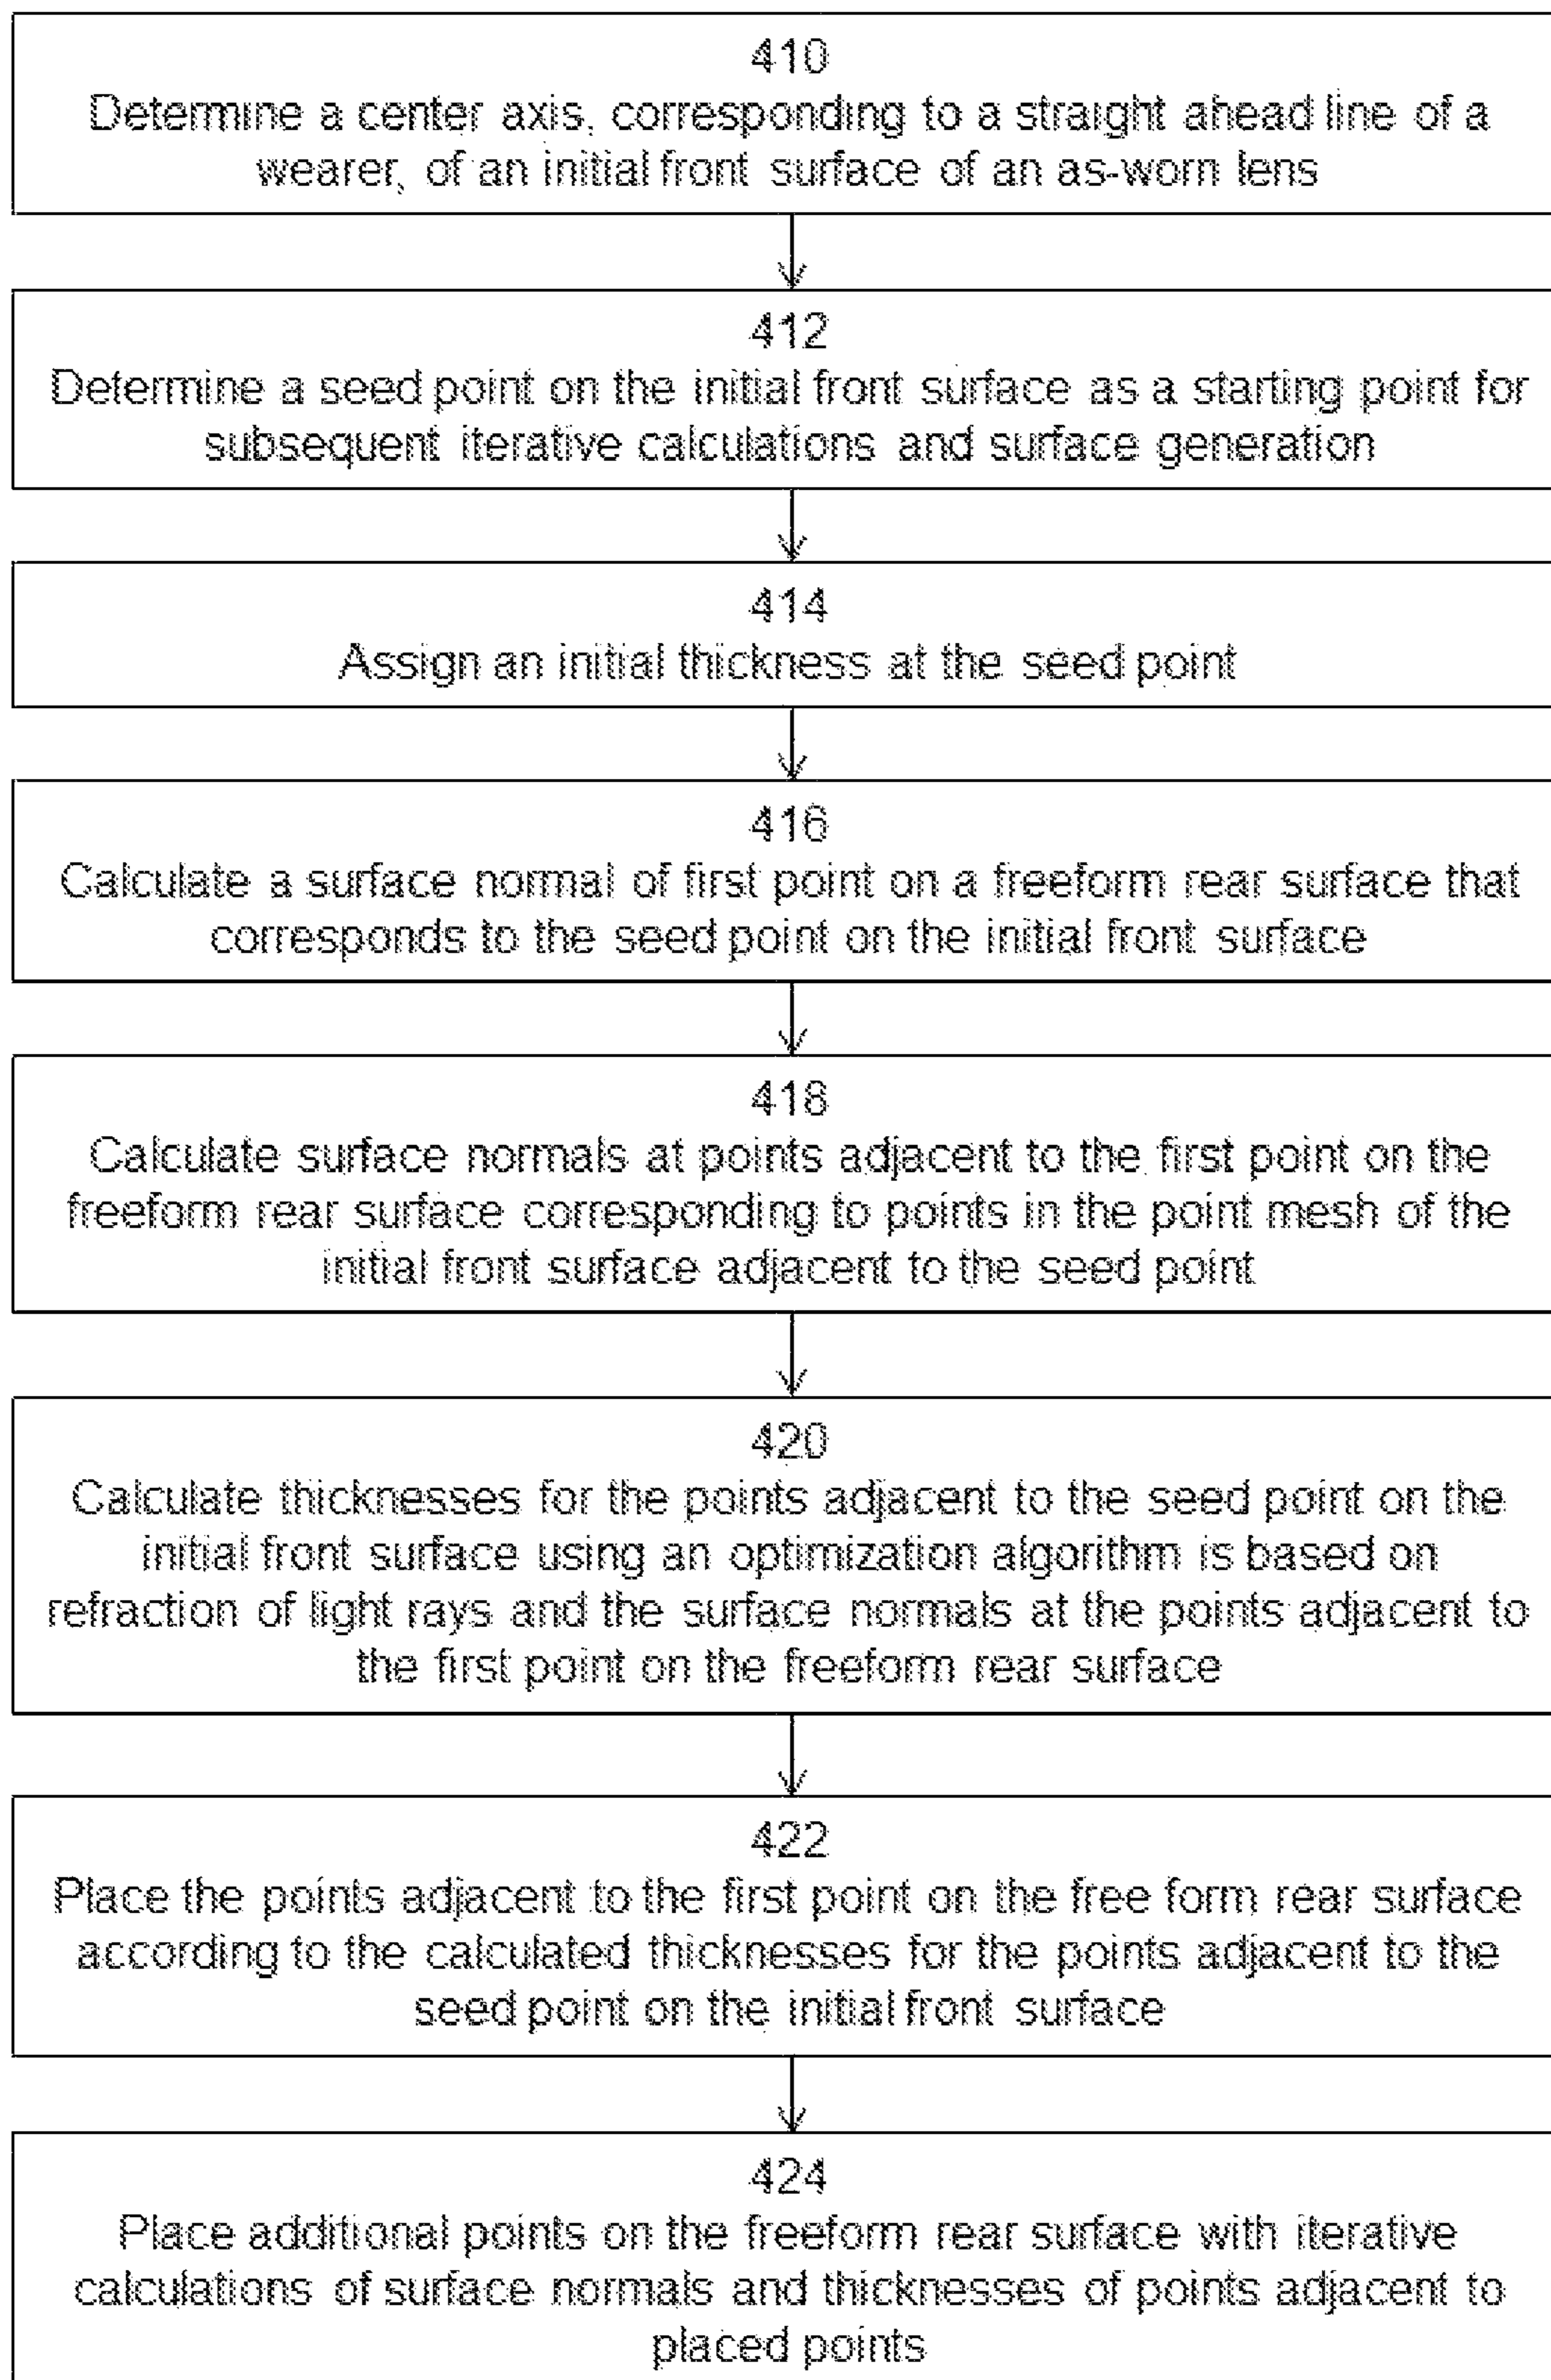 410
Determine a center axis, corresponding to a straight ahead line of a
wearer, of an initial front surface of an as-worn lens
412
Determine a seed point on the initial front surface as a starting point for
subsequent iterative calculations and surface generation
414
Assign an initial thickness at the seed point
416
Calculate a surface normal of first point on a freeform rear surface that
corresponds to the seed point on the initial front surface
418
Calculate surface normals at points adjacent to the first point on the
freeform rear surface corresponding to points in the point mesh of the
initial front surface adjacent to the seed point
420
Calculate thicknesses for the points adjacent to the seed point on the
initial front surface using an optimization algorithm is based on
refraction of light rays and the surface normals at the points adjacent to
the first point on the freeform rear surface
422
Place the points adjacent to the first point on the free form rear surface
according to the calculated thicknesses for the points adjacent to the
seed point on the initial front surface
424
Place additional points on the freeform rear surface with iterative
calculations of surface normals and thicknesses of points adjacent to
placed points